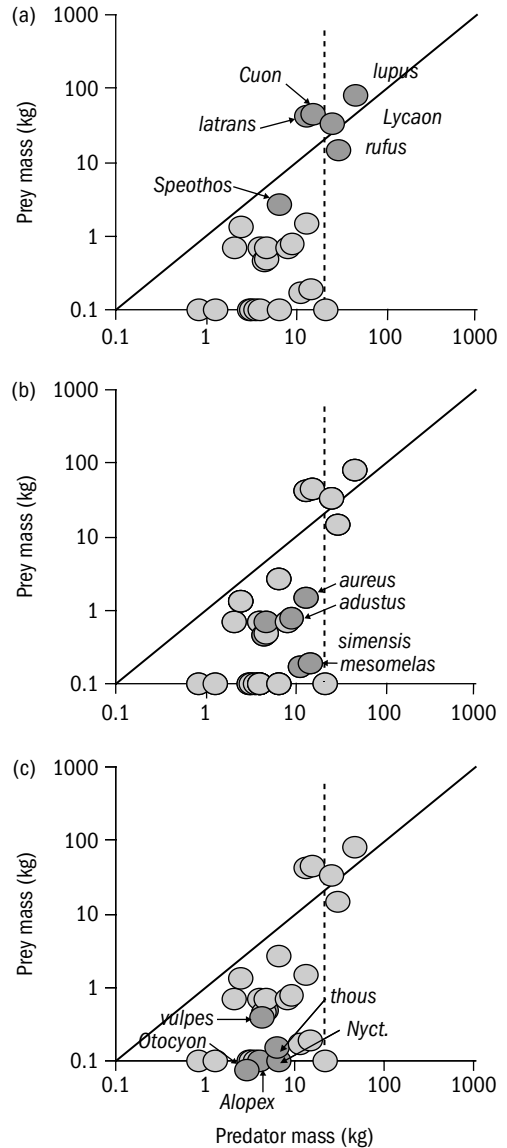 (a)
1000
100
10
1
0.1
Prey mass (kg)
Cuon
lupus
latrans
Lycaon
rufus
Speothos
0.1 1 10 100 1000
(b)
1000
100
10
1
0.1
Prey mass (kg)
aureus
adustus
simensis
mesomelas
0.1 1 10 100 1000
(c)
1000
100
10
1
0.1
Prey mass (kg)
vulpes
thous
Otocyon
Nyct.
Alopex
0.1 1 10 100 1000
Predator mass (kg)